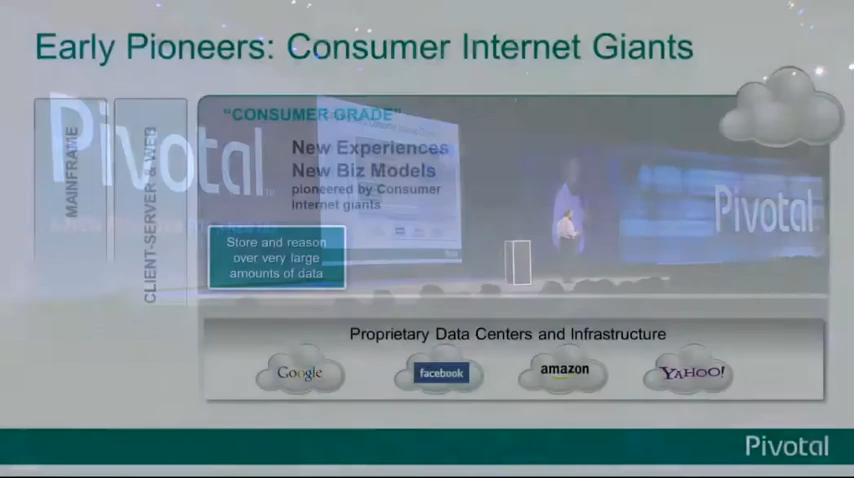 Early Pioneers: Consumer Internet Giants
MAINFRAME
CLIENT-SERVER & WEB
"CONSUMER GRADE"
New Experiences
New Biz Models
pioneered by Consumer
Internet giants
Store and reason
over very large
amounts of data
Pivotal
Pivotal
Proprietary Data Centers and Infrastructure
Google
facebook
amazon
YAHOO!
Pivotal